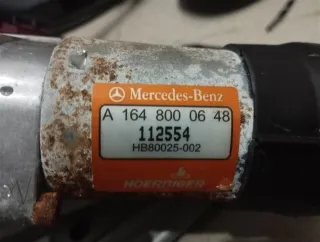 Mercedes-Benz
A 164 800 06 48
112554
HB80025-002
HOERBIGER